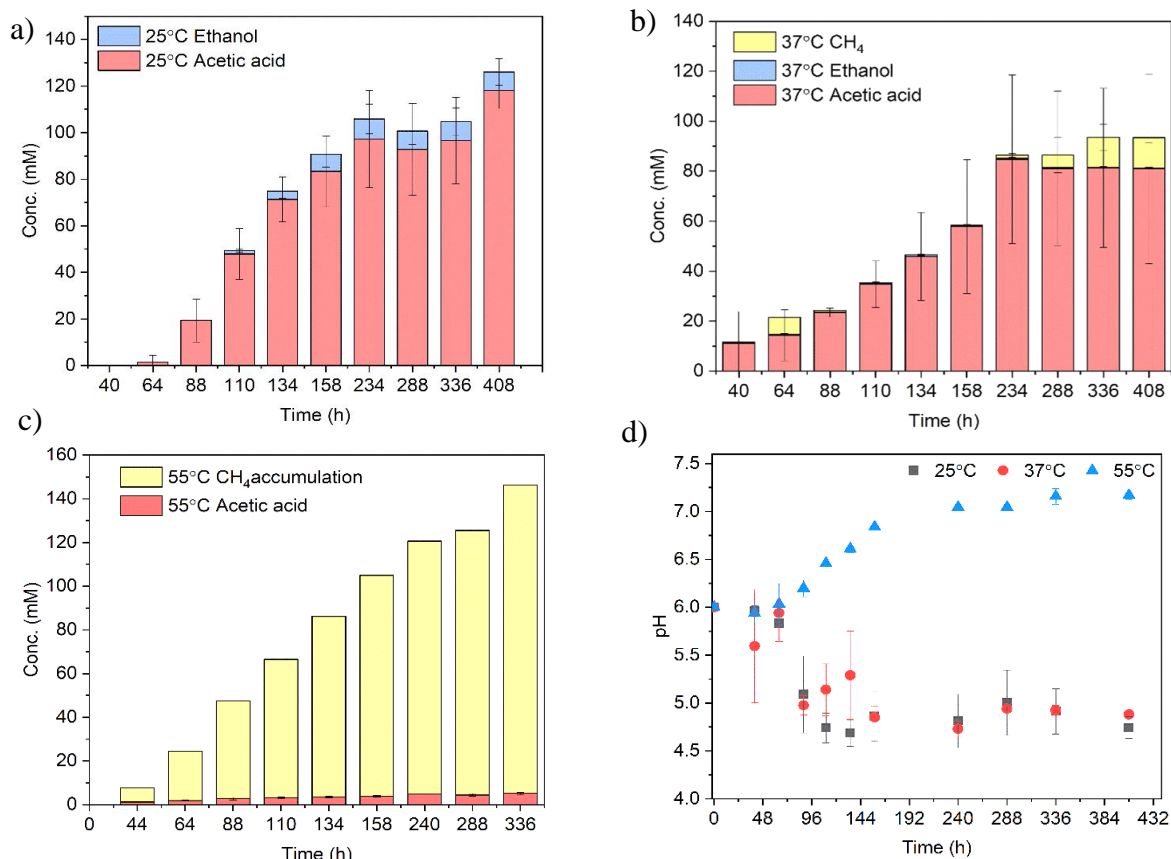 a)
140
120
100
80
60
40
20
0
Conc. (mM)
25°C Ethanol
25°C Acetic acid
40 64 88 110 134 158 234 288 336 408
Time (h)
b)
140
120
100
80
60
40
20
0
Conc. (mM)
37°C CH₄
37°C Ethanol
37°C Acetic acid
40 64 88 110 134 158 234 288 336 408
Time (h)
c)
160
140
120
100
80
60
40
20
0
Conc. (mM)
55°C CH₄accumulation
55°C Acetic acid
0 44 64 88 110 134 158 240 288 336
Time (h)
d)
7.5
7.0
6.5
6.0
5.5
5.0
4.5
4.0
pH
25°C 37°C 55°C
0 48 96 144 192 240 288 336 384 432
Time (h)